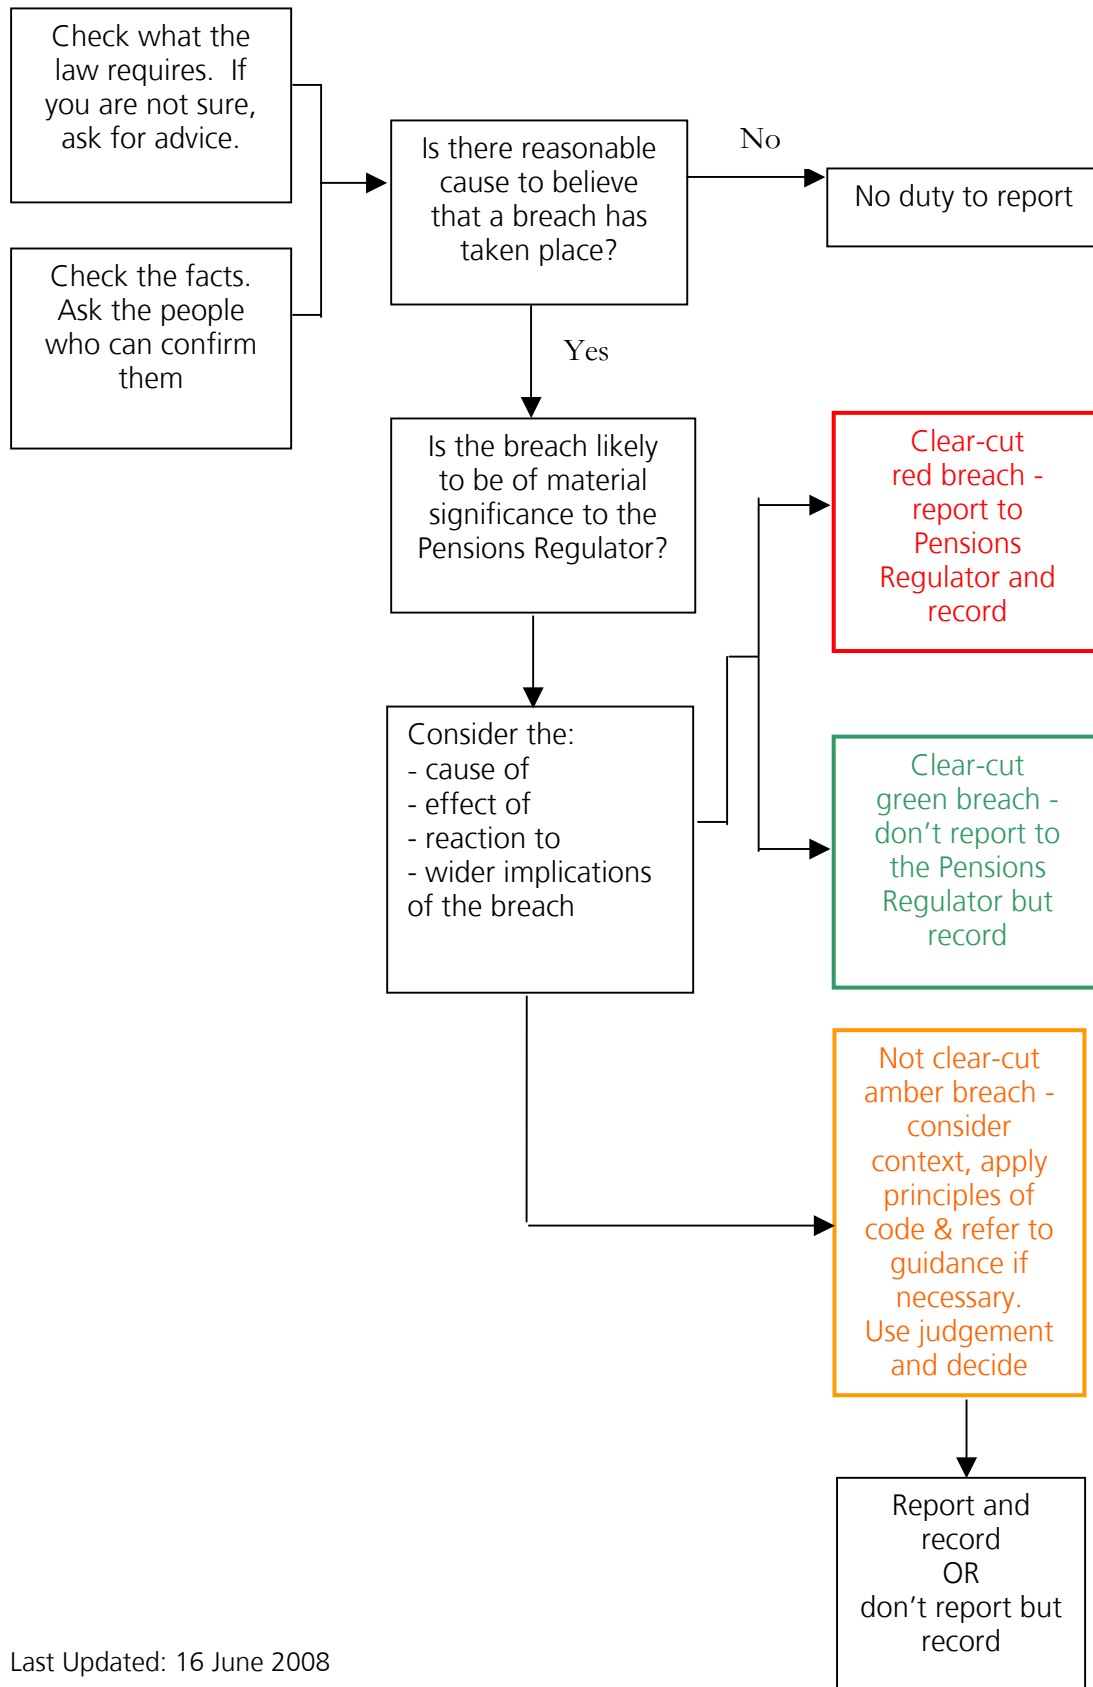 Check what the
law requires.  If
you are not sure,
ask for advice.
Check the facts.
Ask the people
who can confirm
them
Is there reasonable
cause to believe
that a breach has
taken place?
No
No duty to report
Yes
Is the breach likely
to be of material
significance to the
Pensions Regulator?
Consider the:
- cause of
- effect of
- reaction to
- wider implications
of the breach
Clear-cut
red breach -
report to
Pensions
Regulator and
record
Clear-cut
green breach -
don’t report to
the Pensions
Regulator but
record
Not clear-cut
amber breach -
consider
context, apply
principles of
code & refer to
guidance if
necessary.
Use judgement
and decide
Report and
record
OR
don’t report but
record
Last Updated: 16 June 2008